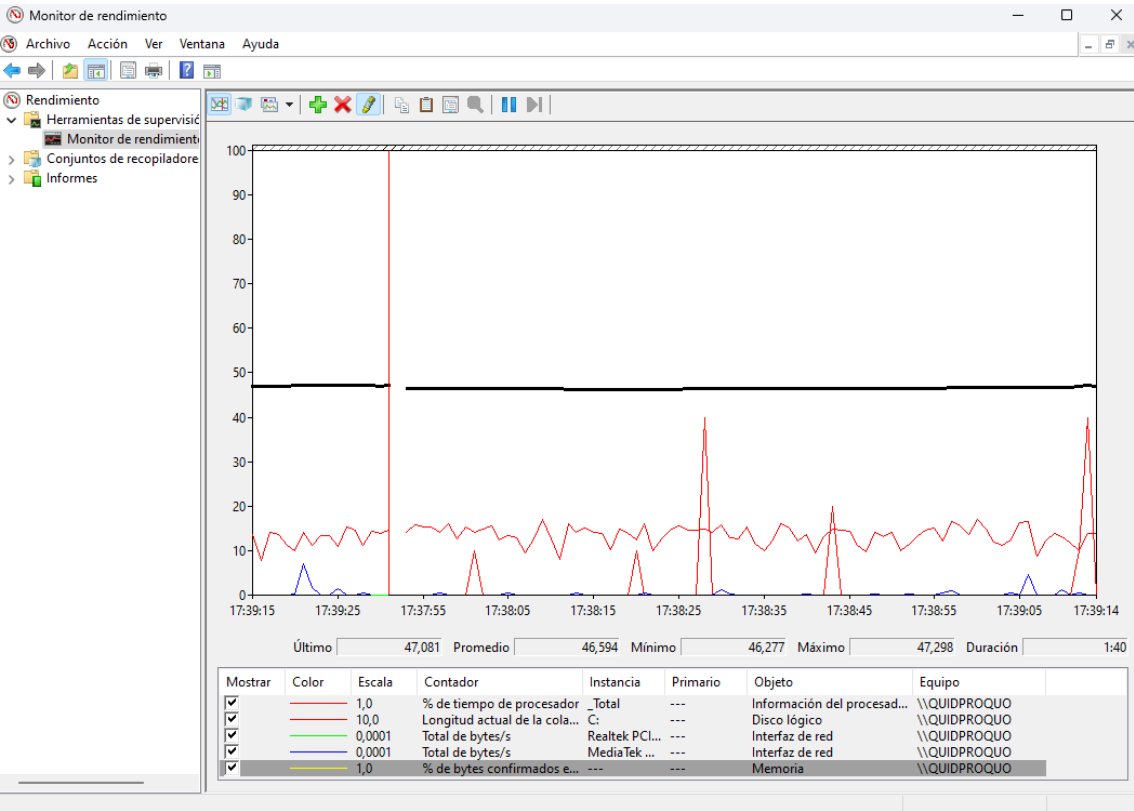 Monitor de rendimiento
Archivo Acción Ver Ventana Ayuda
Rendimiento
Herramientas de supervisió
Monitor de rendimiento
Conjuntos de recopiladore
Informes
100
90
80
70
60
50
40
30
20
10
0
17:39:15 17:39:25 17:37:55 17:38:05 17:38:15 17:38:25 17:38:35 17:38:45 17:38:55 17:39:05 17:39:14
Último 47,081 Promedio 46,594 Mínimo 46,277 Máximo 47,298 Duración 1:40
Mostrar Color Escala Contador Instancia Primario Objeto Equipo
1,0 % de tiempo de procesador _Total --- Información del procesad... \\QUIDPROQUO
10,0 Longitud actual de la cola... C: --- Disco lógico \\QUIDPROQUO
0,0001 Total de bytes/s Realtek PCI... --- Interfaz de red \\QUIDPROQUO
0,0001 Total de bytes/s MediaTek ... --- Interfaz de red \\QUIDPROQUO
1,0 % de bytes confirmados e... --- --- Memoria \\QUIDPROQUO